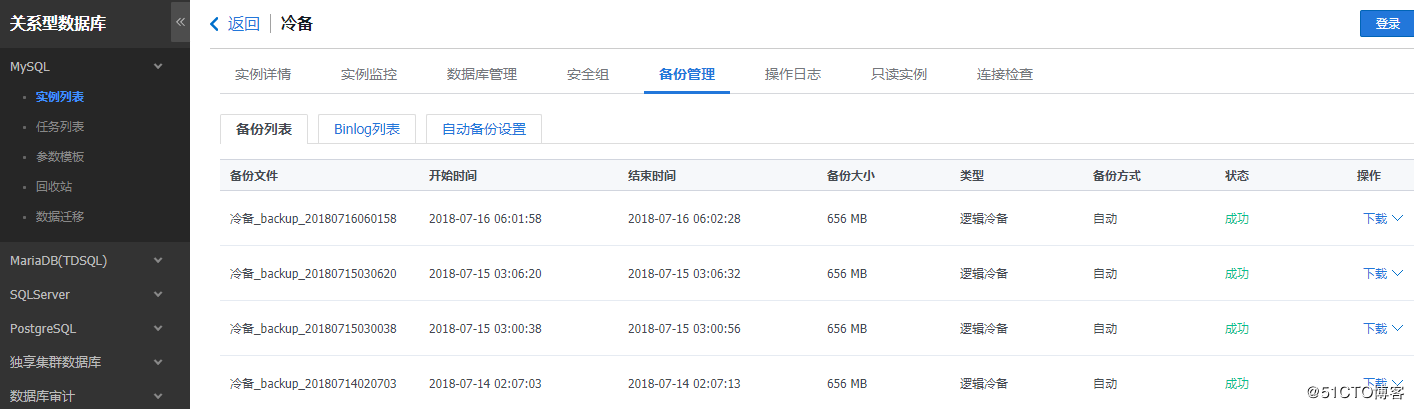 关系型数据库
MySQL
实例列表
任务列表
参数模板
回收站
数据迁移
MariaDB(TDSQL)
SQLServer
PostgreSQL
独享集群数据库
数据库审计
返回 冷备 登录
实例详情 实例监控 数据库管理 安全组 备份管理 操作日志 只读实例 连接检查
备份列表 Binlog列表 自动备份设置
备份文件 开始时间 结束时间 备份大小 类型 备份方式 状态 操作
冷备_backup_20180716060158 2018-07-16 06:01:58 2018-07-16 06:02:28 656 MB 逻辑冷备 自动 成功 下载
冷备_backup_20180715030620 2018-07-15 03:06:20 2018-07-15 03:06:32 656 MB 逻辑冷备 自动 成功 下载
冷备_backup_20180715030038 2018-07-15 03:00:38 2018-07-15 03:00:56 656 MB 逻辑冷备 自动 成功 下载
冷备_backup_20180714020703 2018-07-14 02:07:03 2018-07-14 02:07:13 656 MB 逻辑冷备 自动 成功 下载
@51CTO博客